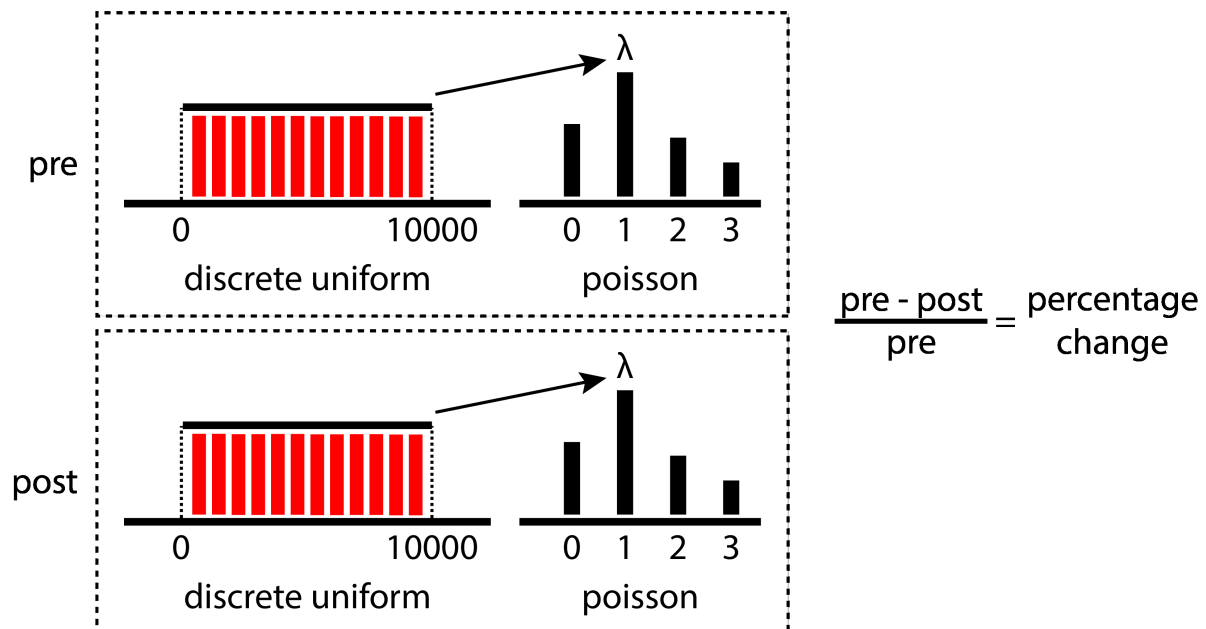 λ
pre
0 10000 0 1 2 3
discrete uniform poisson
pre - post = percentage
pre change
λ
post
0 10000 0 1 2 3
discrete uniform poisson